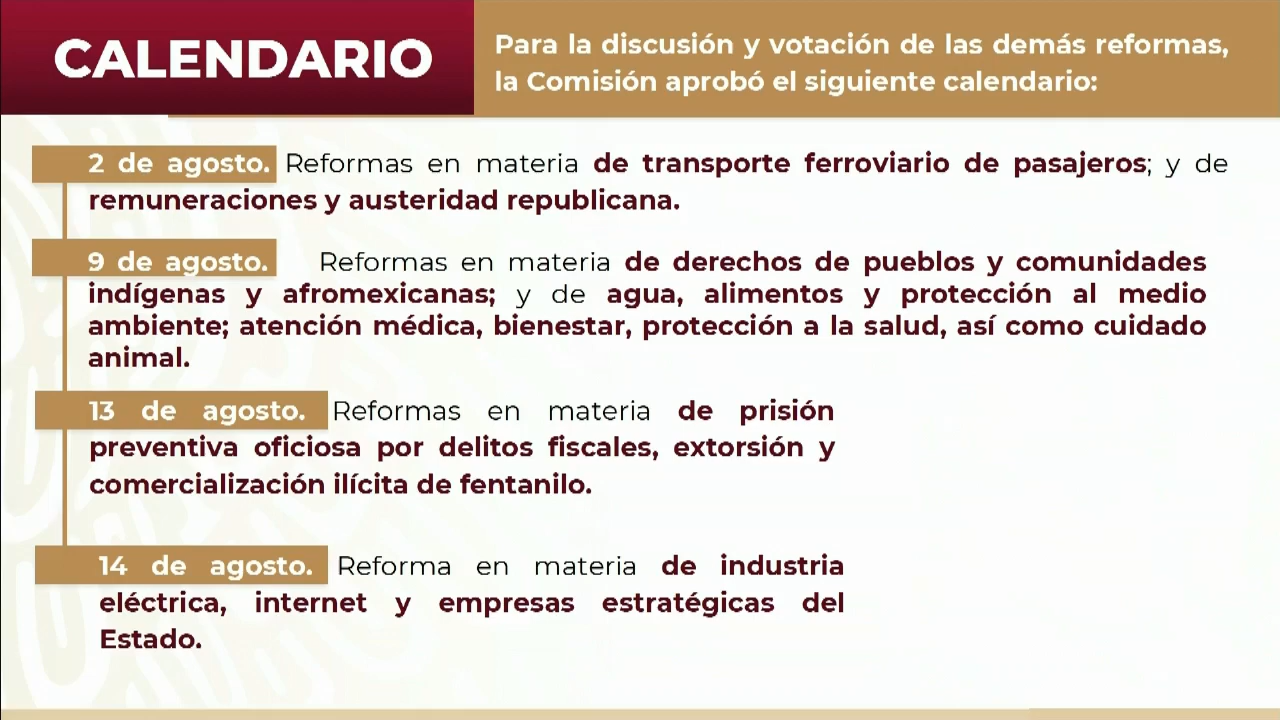 CALENDARIO
Para la discusión y votación de las demás reformas,
la Comisión aprobó el siguiente calendario:
2 de agosto. Reformas en materia de transporte ferroviario de pasajeros; y de
remuneraciones y austeridad republicana.
9 de agosto. Reformas en materia de derechos de pueblos y comunidades
indígenas y afromexicanas; y de agua, alimentos y protección al medio
ambiente; atención médica, bienestar, protección a la salud, así como cuidado
animal.
13 de agosto. Reformas en materia de prisión
preventiva oficiosa por delitos fiscales, extorsión y
comercialización ilícita de fentanilo.
14 de agosto. Reforma en materia de industria
eléctrica, internet y empresas estratégicas del
Estado.